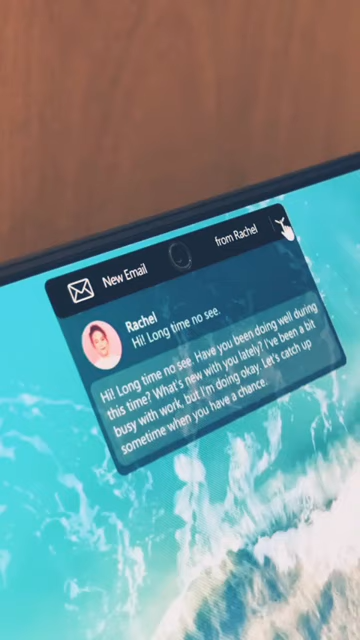 New Email
from Rachel
Rachel
Hi! Long time no see.
Hi! Long time no see. Have you been doing well during
this time? What's new with you lately? I've been a bit
busy with work, but I'm doing okay. Let's catch up
sometime when you have a chance.